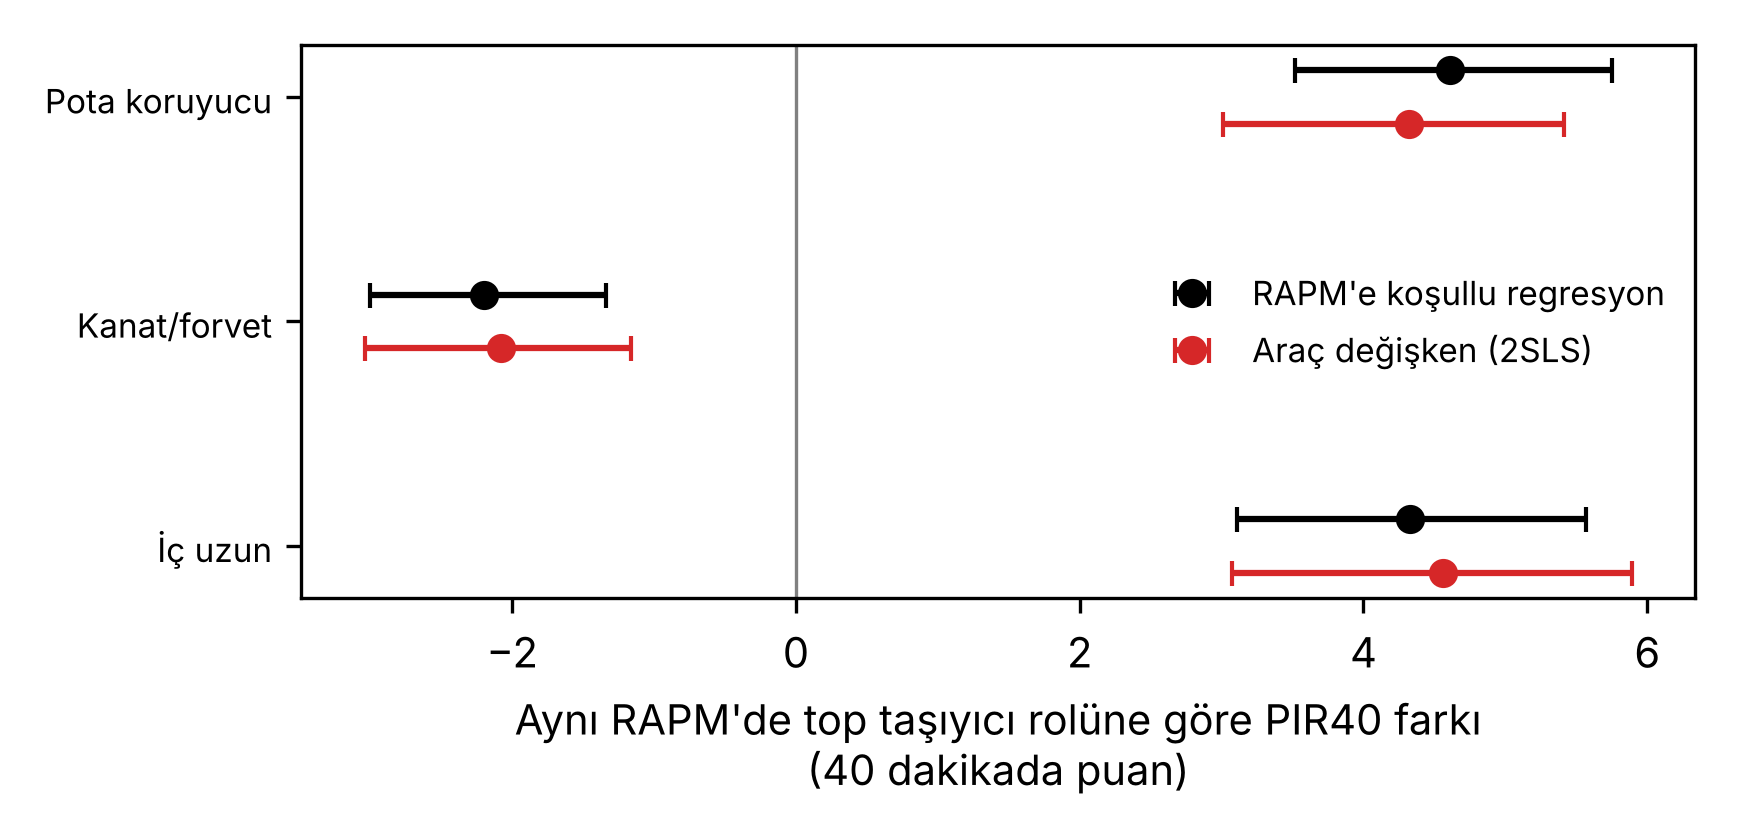 Pota koruyucu
Kanat/forvet
İç uzun
RAPM'e koşullu regresyon
Araç değişken (2SLS)
−2 0 2 4 6
Aynı RAPM'de top taşıyıcı rolüne göre PIR40 farkı
(40 dakikada puan)